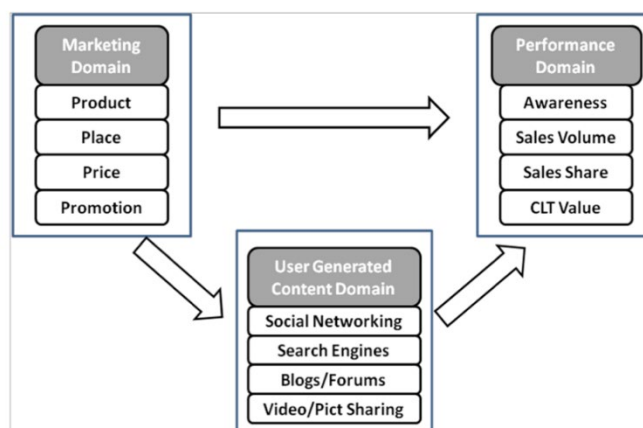 Marketing
Domain
Product
Place
Price
Promotion
Performance
Domain
Awareness
Sales Volume
Sales Share
CLT Value
User Generated
Content Domain
Social Networking
Search Engines
Blogs/Forums
Video/Pict Sharing